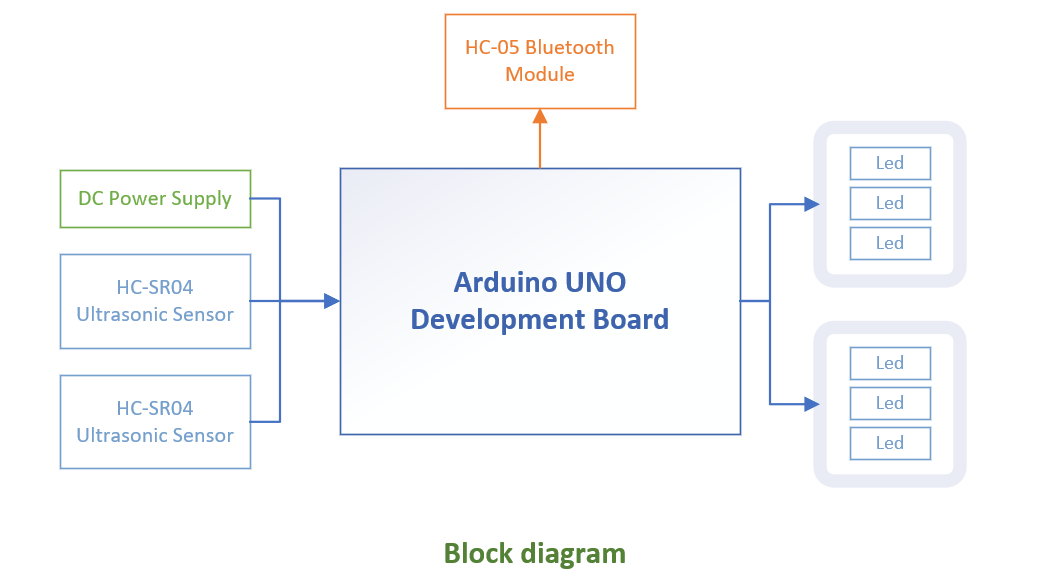 HC-05 Bluetooth
Module
DC Power Supply
HC-SR04
Ultrasonic Sensor
HC-SR04
Ultrasonic Sensor
Arduino UNO
Development Board
Led
Led
Led
Led
Led
Led
Block diagram